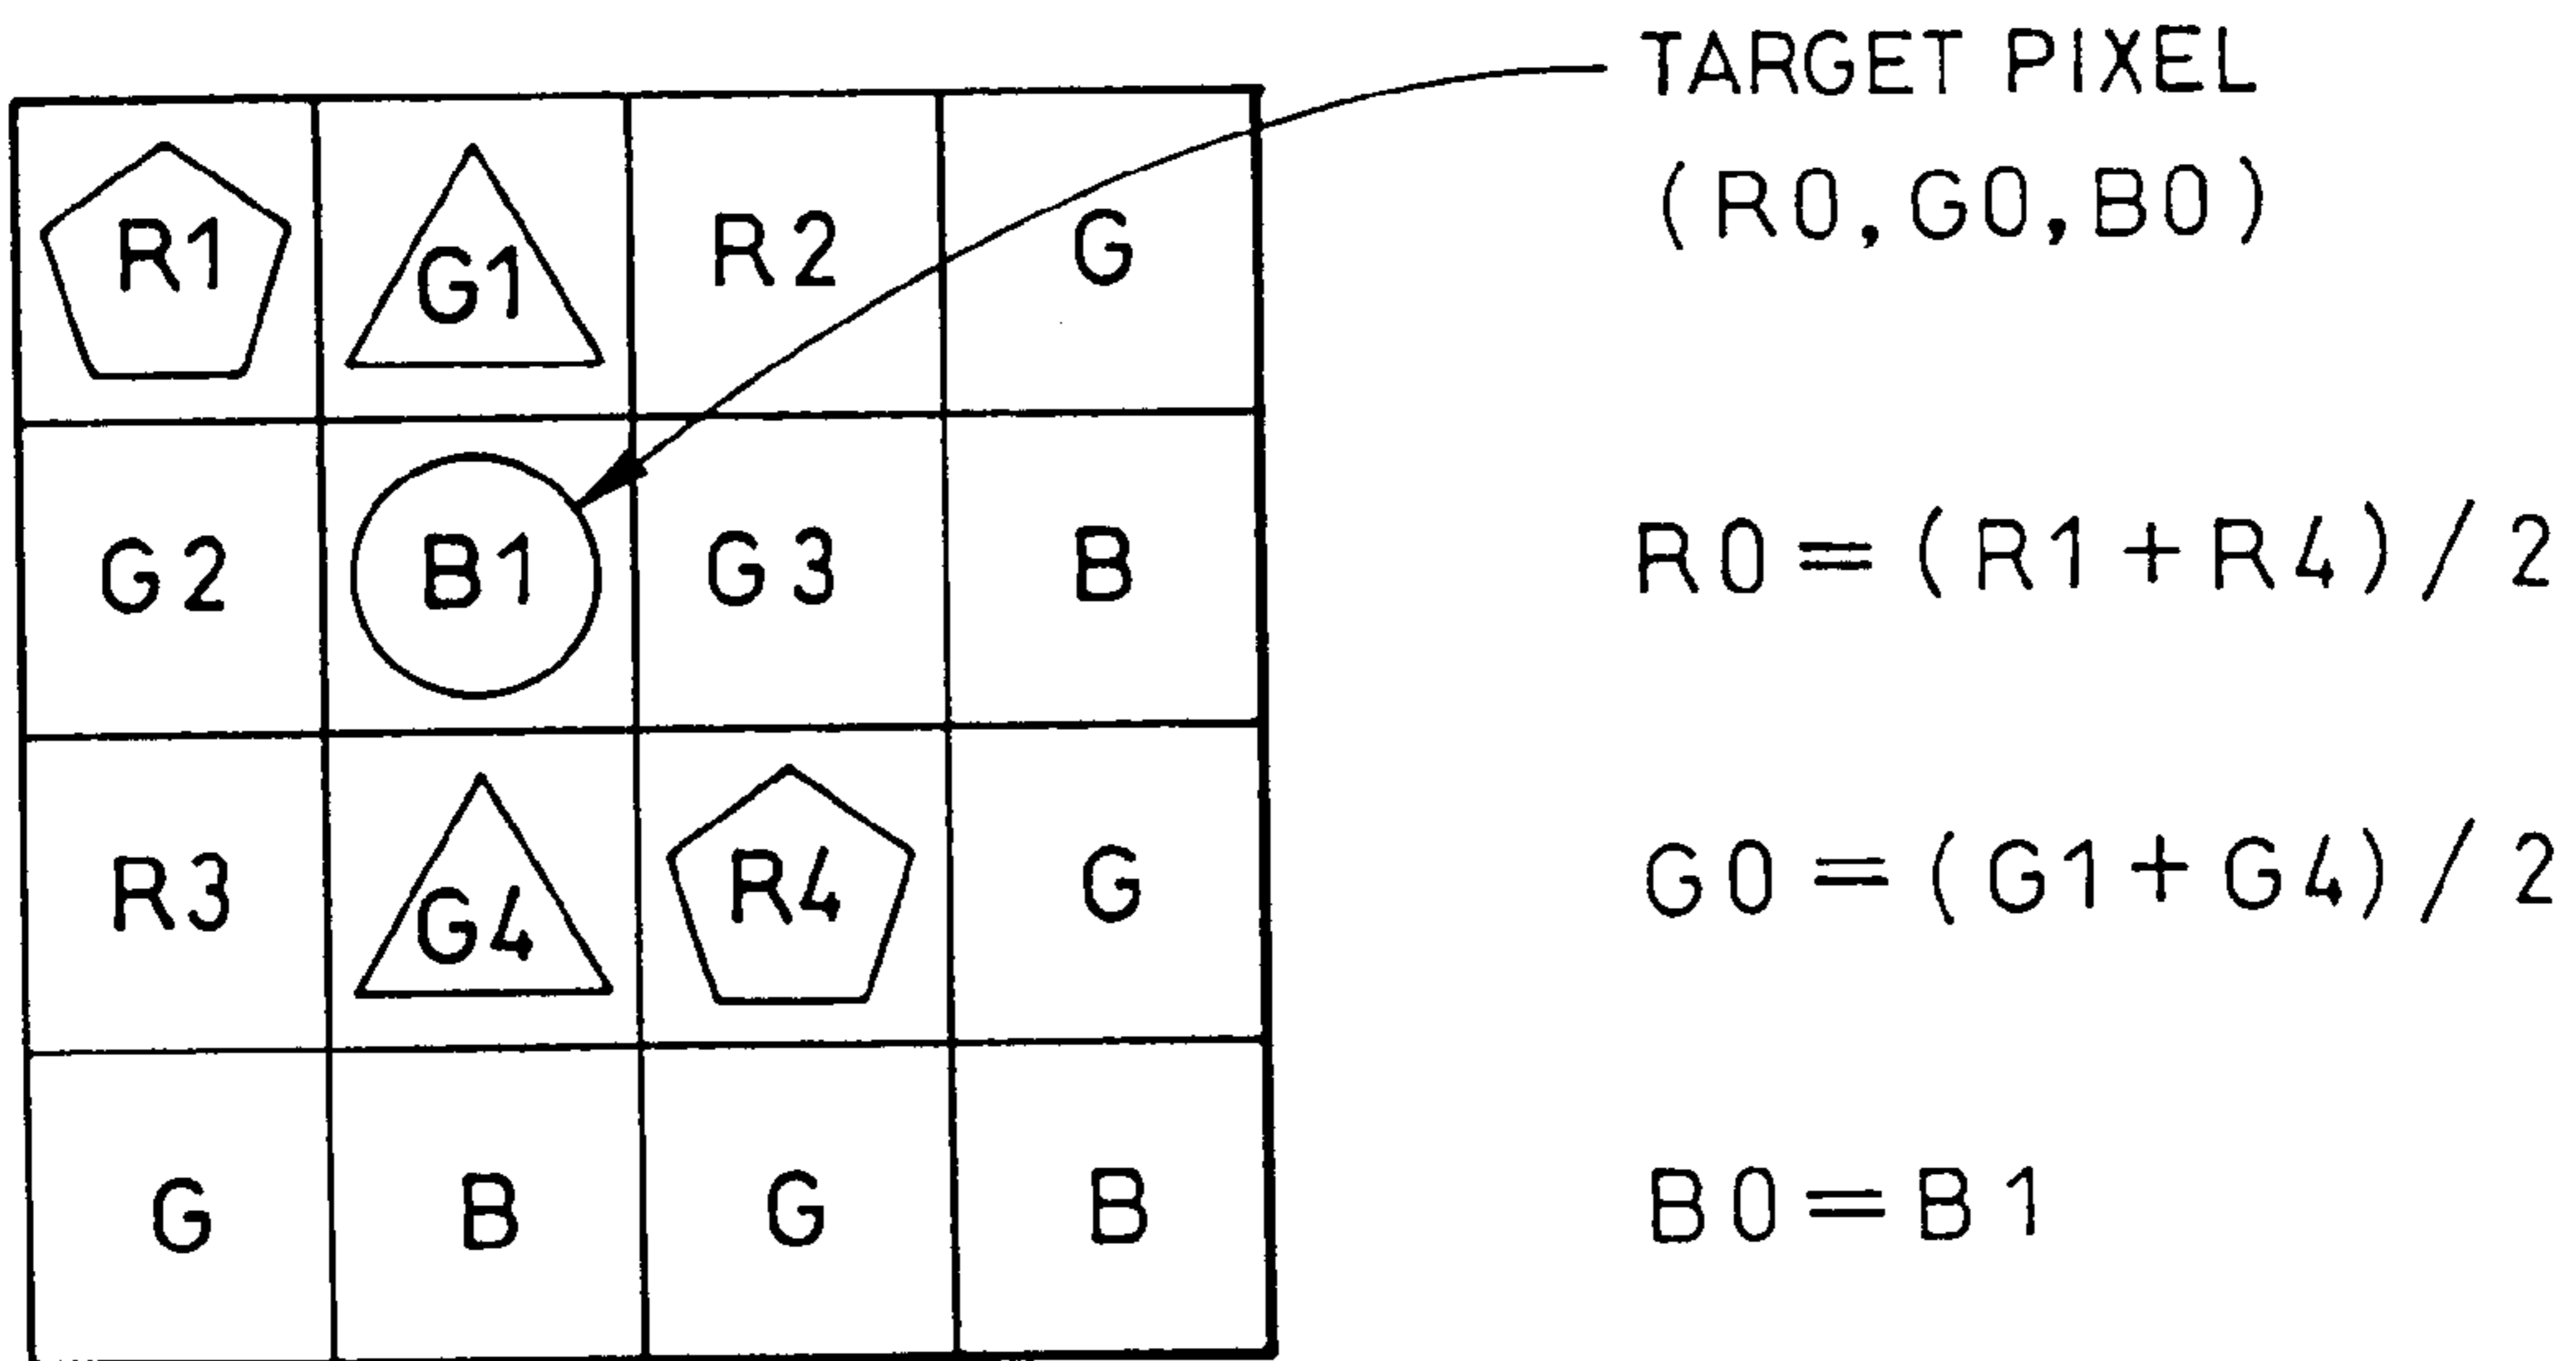 TARGET PIXEL
(R0,G0,B0)
R1 G1 R2 G
G2 B1 G3 B
R3 G4 R4 G
G B G B
R0=(R1+R4)/2
G0=(G1+G4)/2
B0=B1